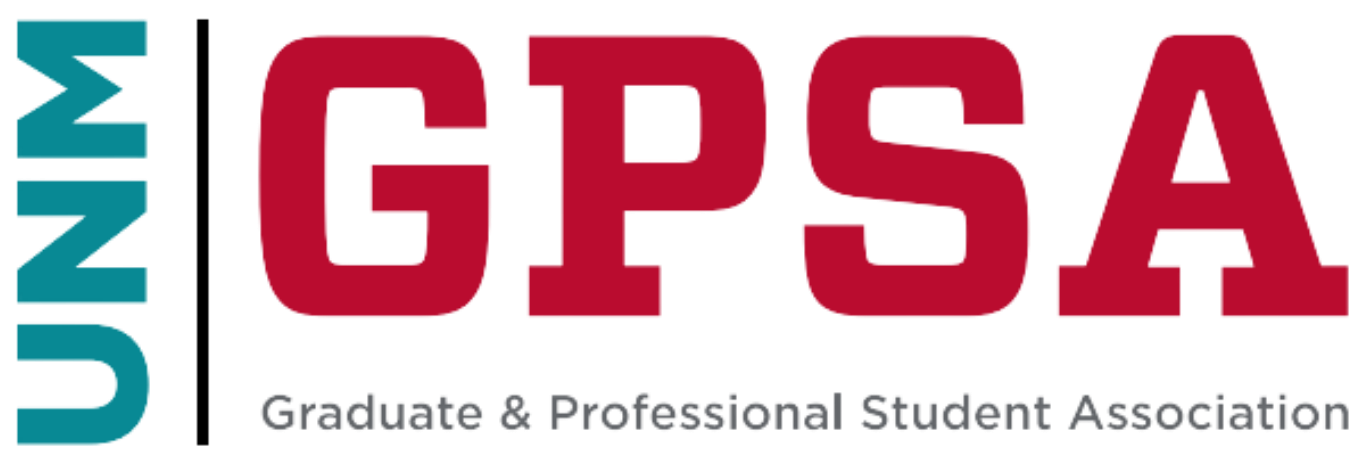 UNM
GPSA
Graduate & Professional Student Association